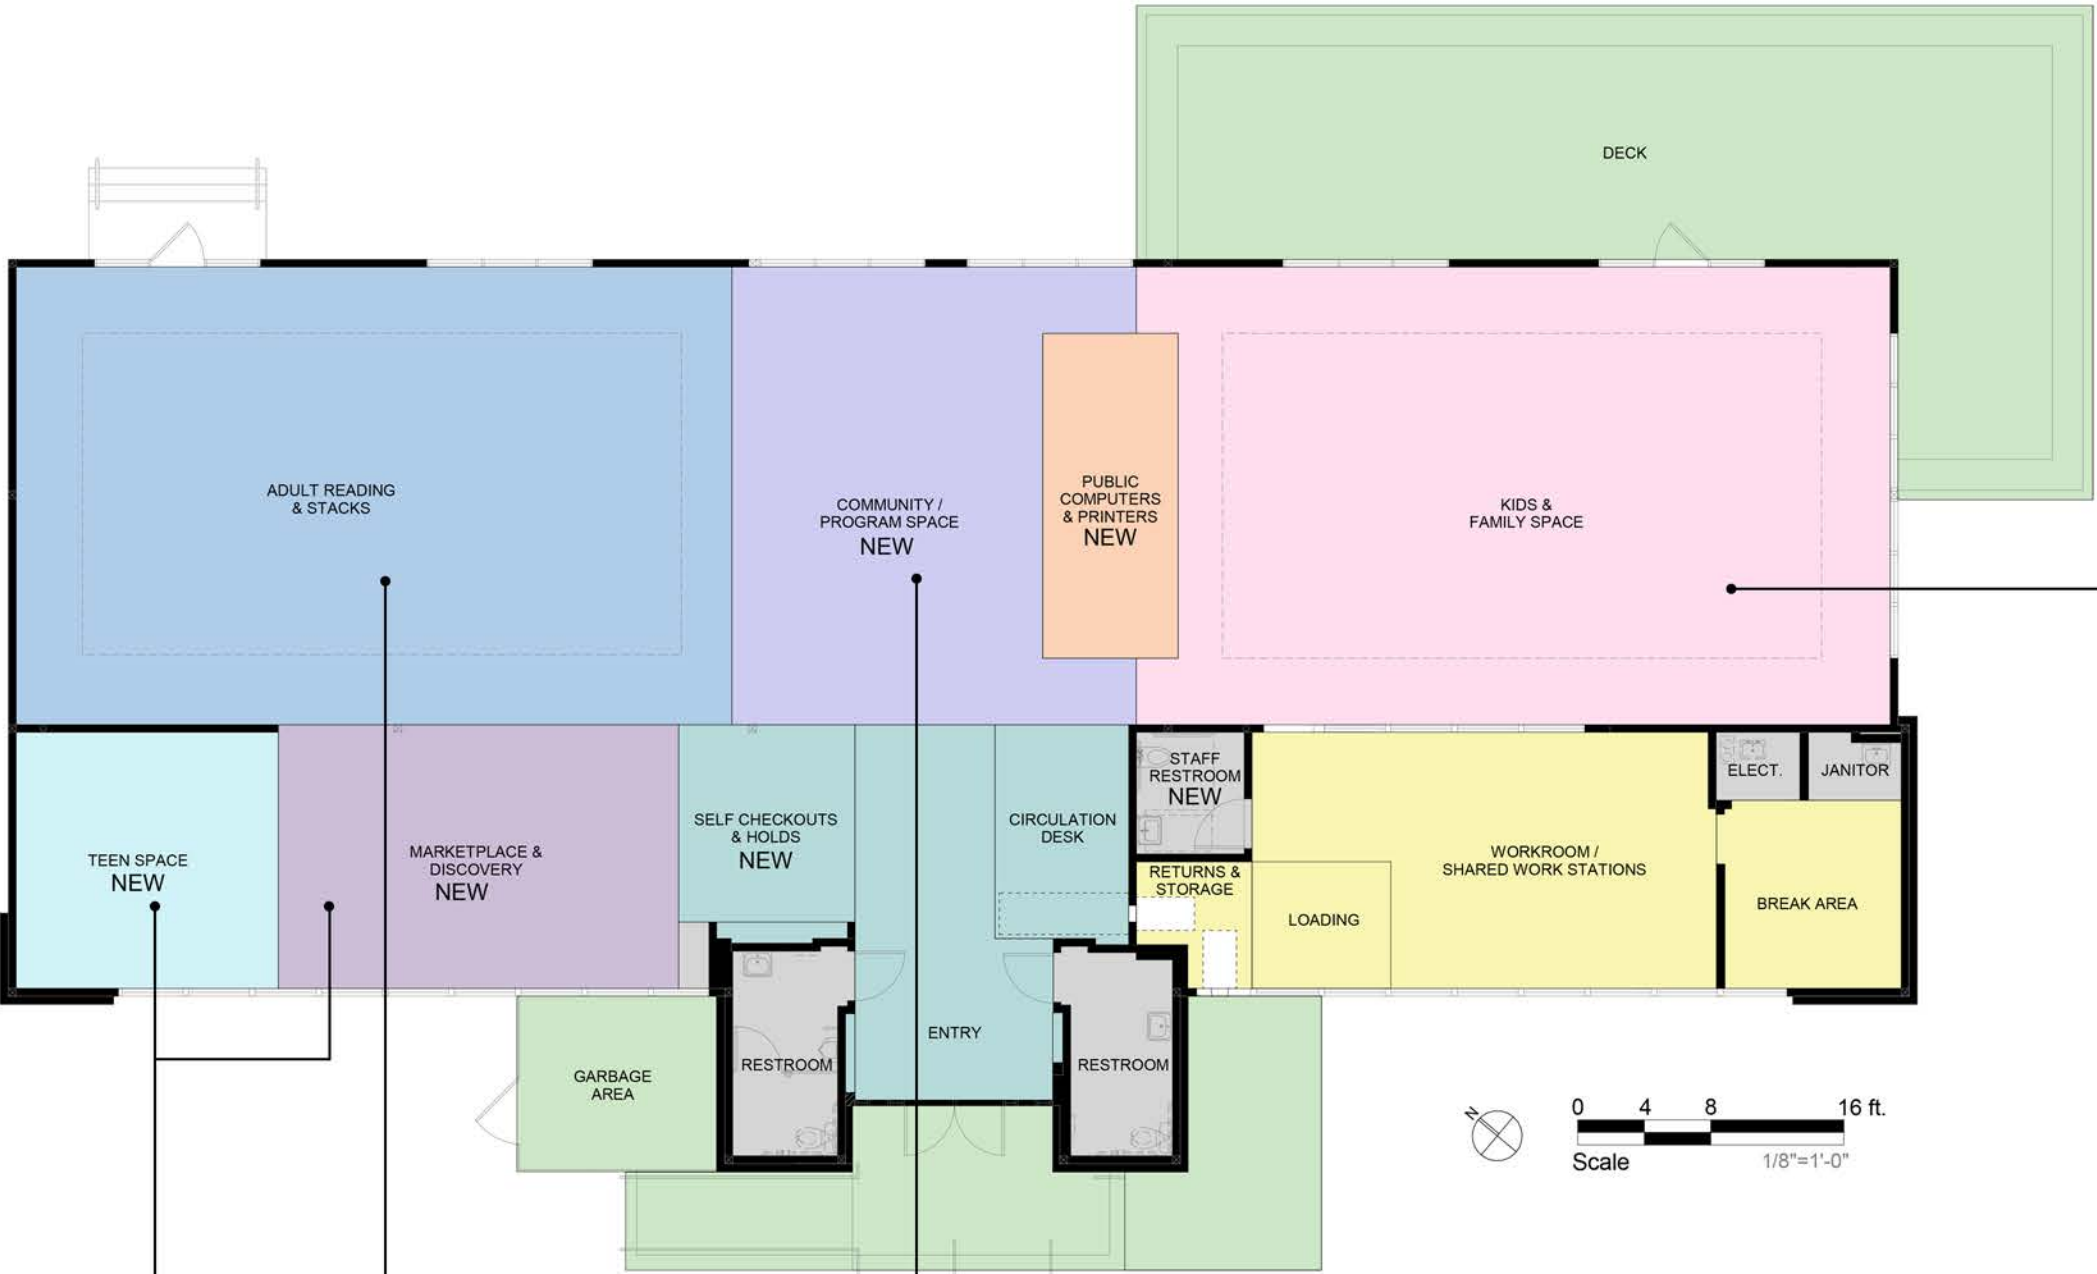 DECK
ADULT READING
& STACKS
COMMUNITY /
PROGRAM SPACE
NEW
PUBLIC
COMPUTERS
& PRINTERS
NEW
KIDS &
FAMILY SPACE
TEEN SPACE
NEW
MARKETPLACE &
DISCOVERY
NEW
SELF CHECKOUTS
& HOLDS
NEW
CIRCULATION
DESK
STAFF
RESTROOM
NEW
RETURNS &
STORAGE
LOADING
WORKROOM /
SHARED WORK STATIONS
ELECT.
JANITOR
BREAK AREA
GARBAGE
AREA
RESTROOM
ENTRY
RESTROOM
N
0 4 8 16 ft.
Scale 1/8"=1'-0"